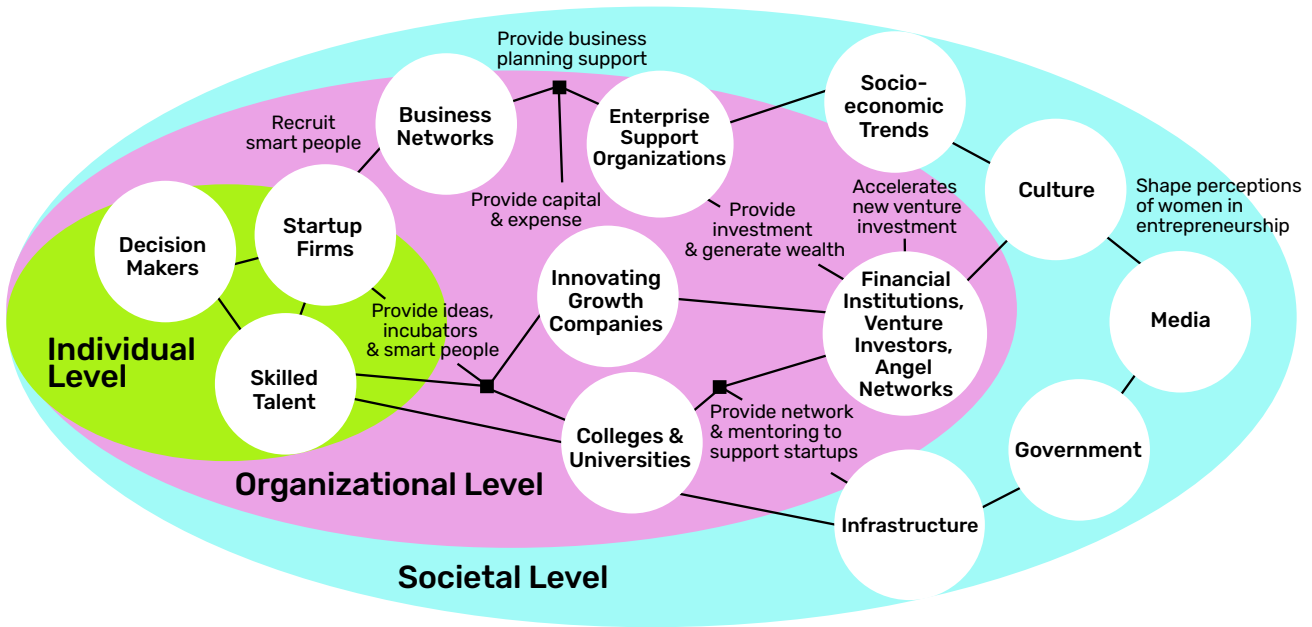 Provide business
planning support
Socio-
economic
Trends
Business
Networks
Enterprise
Support
Organizations
Recruit
smart people
Culture
Shape perceptions
of women in
entrepreneurship
Accelerates
new venture
investment
Provide capital
& expense
Provide
investment
& generate wealth
Startup
Firms
Decision
Makers
Innovating
Growth
Companies
Financial
Institutions,
Venture
Investors,
Angel
Networks
Media
Provide ideas,
incubators
& smart people
Individual
Level
Skilled
Talent
Provide network
& mentoring to
support startups
Colleges &
Universities
Government
Organizational Level
Infrastructure
Societal Level